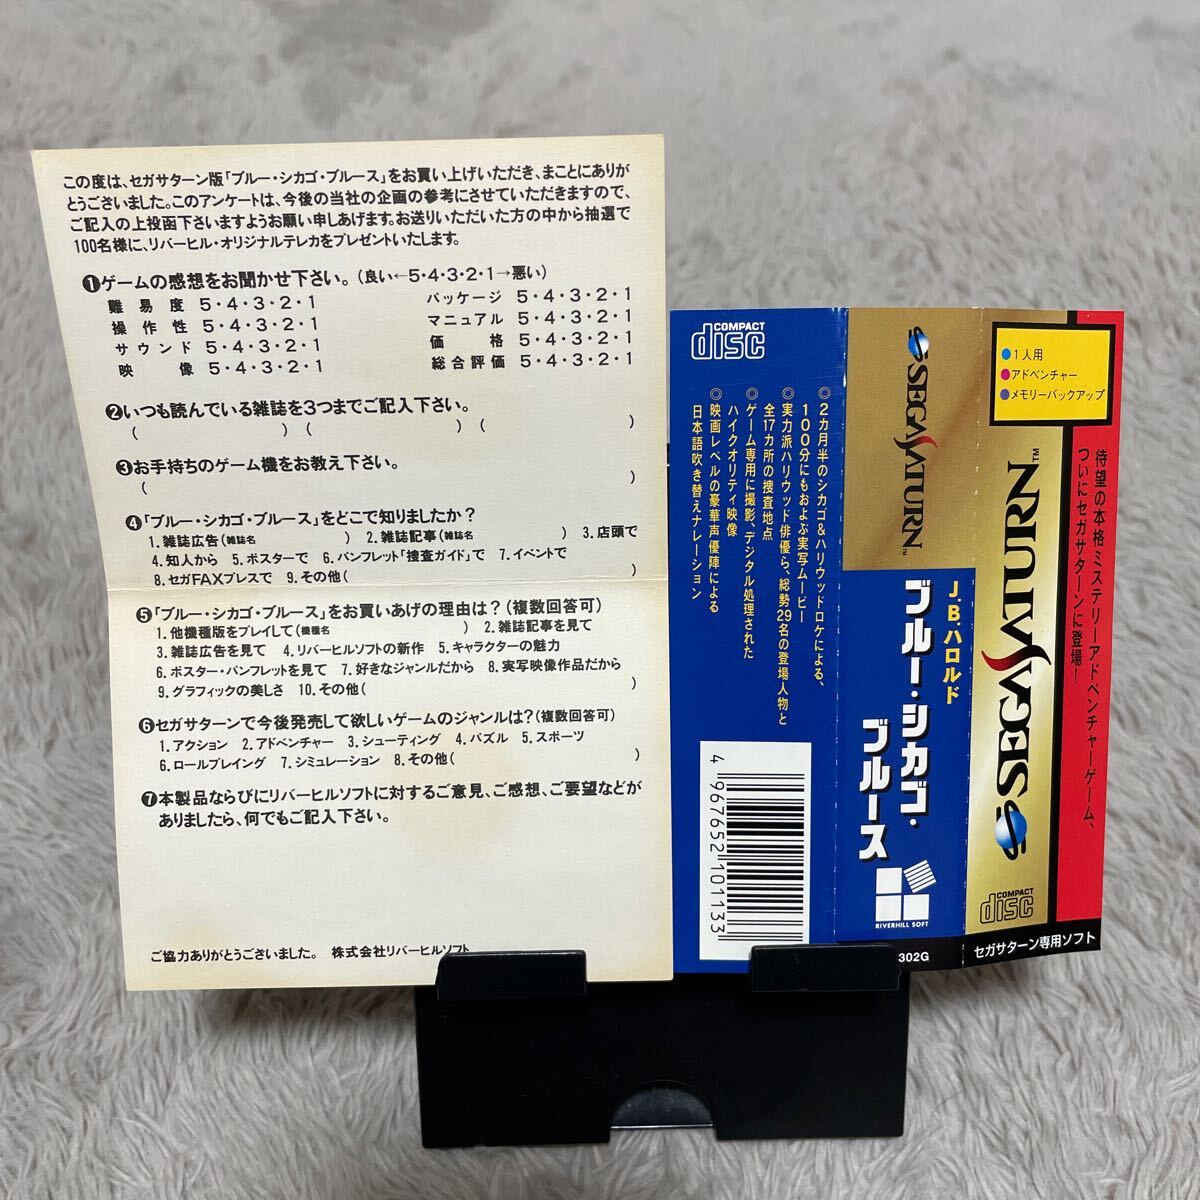 この度は、セガサターン版「ブルー・シカゴ・ブルース」をお買い上げいただき、まことにありが
とうございました。このアンケートは、今後の当社の企画の参考にさせていただきますので、
ご記入の上投函下さいますようお願い申しあげます。お送りいただいた方の中から抽選で
100名様に、リバーヒル・オリジナルテレカをプレゼントいたします。
❶ゲームの感想をお聞かせ下さい。(良い←5・4・3・2・1→悪い)
難易度 5・4・3・2・1 パッケージ 5・4・3・2・1
操作性 5・4・3・2・1 マニュアル 5・4・3・2・1
サウンド 5・4・3・2・1 価格 5・4・3・2・1
映像 5・4・3・2・1 総合評価 5・4・3・2・1
❷いつも読んでいる雑誌を3つまでご記入下さい。
( ) ( ) ( )
❸お手持ちのゲーム機をお教え下さい。
( )
❹「ブルー・シカゴ・ブルース」をどこで知りましたか?
1.雑誌広告(雑誌名 ) 2.雑誌記事(雑誌名 ) 3.店頭で
4.知人から 5.ポスターで 6.パンフレット「捜査ガイド」で 7.イベントで
8.セガFAXプレスで 9.その他( )
❺「ブルー・シカゴ・ブルース」をお買いあげの理由は?(複数回答可)
1.他機種版をプレイして(機種名 ) 2.雑誌記事を見て
3.雑誌広告を見て 4.リバーヒルソフトの新作 5.キャラクターの魅力
6.ポスター・パンフレットを見て 7.好きなジャンルだから 8.実写映像作品だから
9.グラフィックの美しさ 10.その他( )
❻セガサターンで今後発売して欲しいゲームのジャンルは?(複数回答可)
1.アクション 2.アドベンチャー 3.シューティング 4.パズル 5.スポーツ
6.ロールプレイング 7.シミュレーション 8.その他( )
❼本製品ならびにリバーヒルソフトに対するご意見、ご感想、ご要望などが
ありましたら、何でもご記入下さい。
ご協力ありがとうございました。 株式会社リバーヒルソフト
COMPACT
disc
◎2カ月半のシカゴ&ハリウッドロケによる、
100分にもおよぶ実写ムービー
◎実力派ハリウッド俳優ら、総勢29名の登場人物と
全17カ所の捜査地点
◎ゲーム専用に撮影、デジタル処理された
ハイクオリティ映像
◎映画レベルの豪華声優陣による
日本語吹き替えナレーション
4 967652 101133
SEGA SATURN™
J.B.ハロルド
ブルー・シカゴ・
ブルース
RIVERHILL SOFT
302G
●1人用
●アドベンチャー
●メモリーバックアップ
SEGA SATURN™
COMPACT
disc
待望の本格ミステリーアドベンチャーゲーム、
ついにセガサターンに登場!
セガサターン専用ソフト